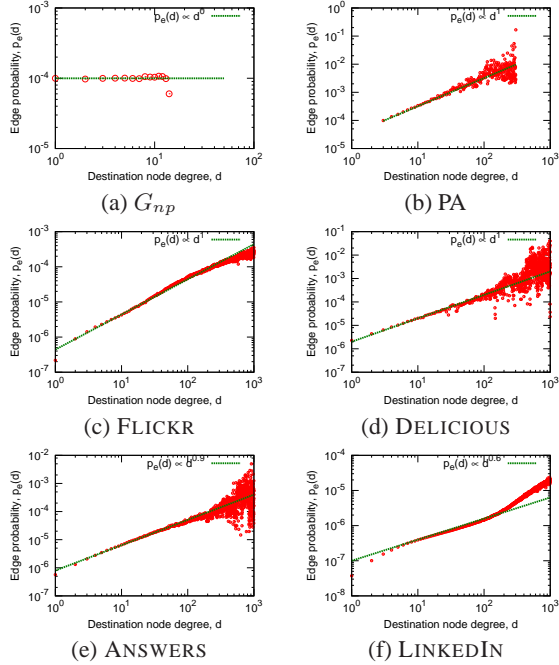 p_e(d) ∝ d^0
Edge probability, p_e(d)
10^-3
10^-4
10^-5
10^0 10^1 10^2
Destination node degree, d
(a) G_np
p_e(d) ∝ d^1
Edge probability, p_e(d)
10^0
10^-1
10^-2
10^-3
10^-4
10^-5
10^0 10^1 10^2 10^3
Destination node degree, d
(b) PA
p_e(d) ∝ d^1
Edge probability, p_e(d)
10^-3
10^-4
10^-5
10^-6
10^-7
10^0 10^1 10^2 10^3
Destination node degree, d
(c) FLICKR
p_e(d) ∝ d^1
Edge probability, p_e(d)
10^-1
10^-2
10^-3
10^-4
10^-5
10^-6
10^-7
10^0 10^1 10^2 10^3
Destination node degree, d
(d) DELICIOUS
p_e(d) ∝ d^0.9
Edge probability, p_e(d)
10^-2
10^-3
10^-4
10^-5
10^-6
10^-7
10^0 10^1 10^2 10^3
Destination node degree, d
(e) ANSWERS
p_e(d) ∝ d^0.6
Edge probability, p_e(d)
10^-4
10^-5
10^-6
10^-7
10^-8
10^0 10^1 10^2 10^3
Destination node degree, d
(f) LINKEDIN